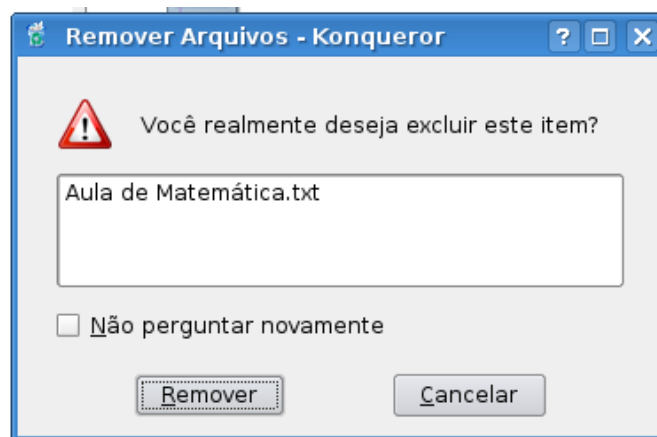 Remover Arquivos - Konqueror
Você realmente deseja excluir este item?
Aula de Matemática.txt
Não perguntar novamente
Remover Cancelar